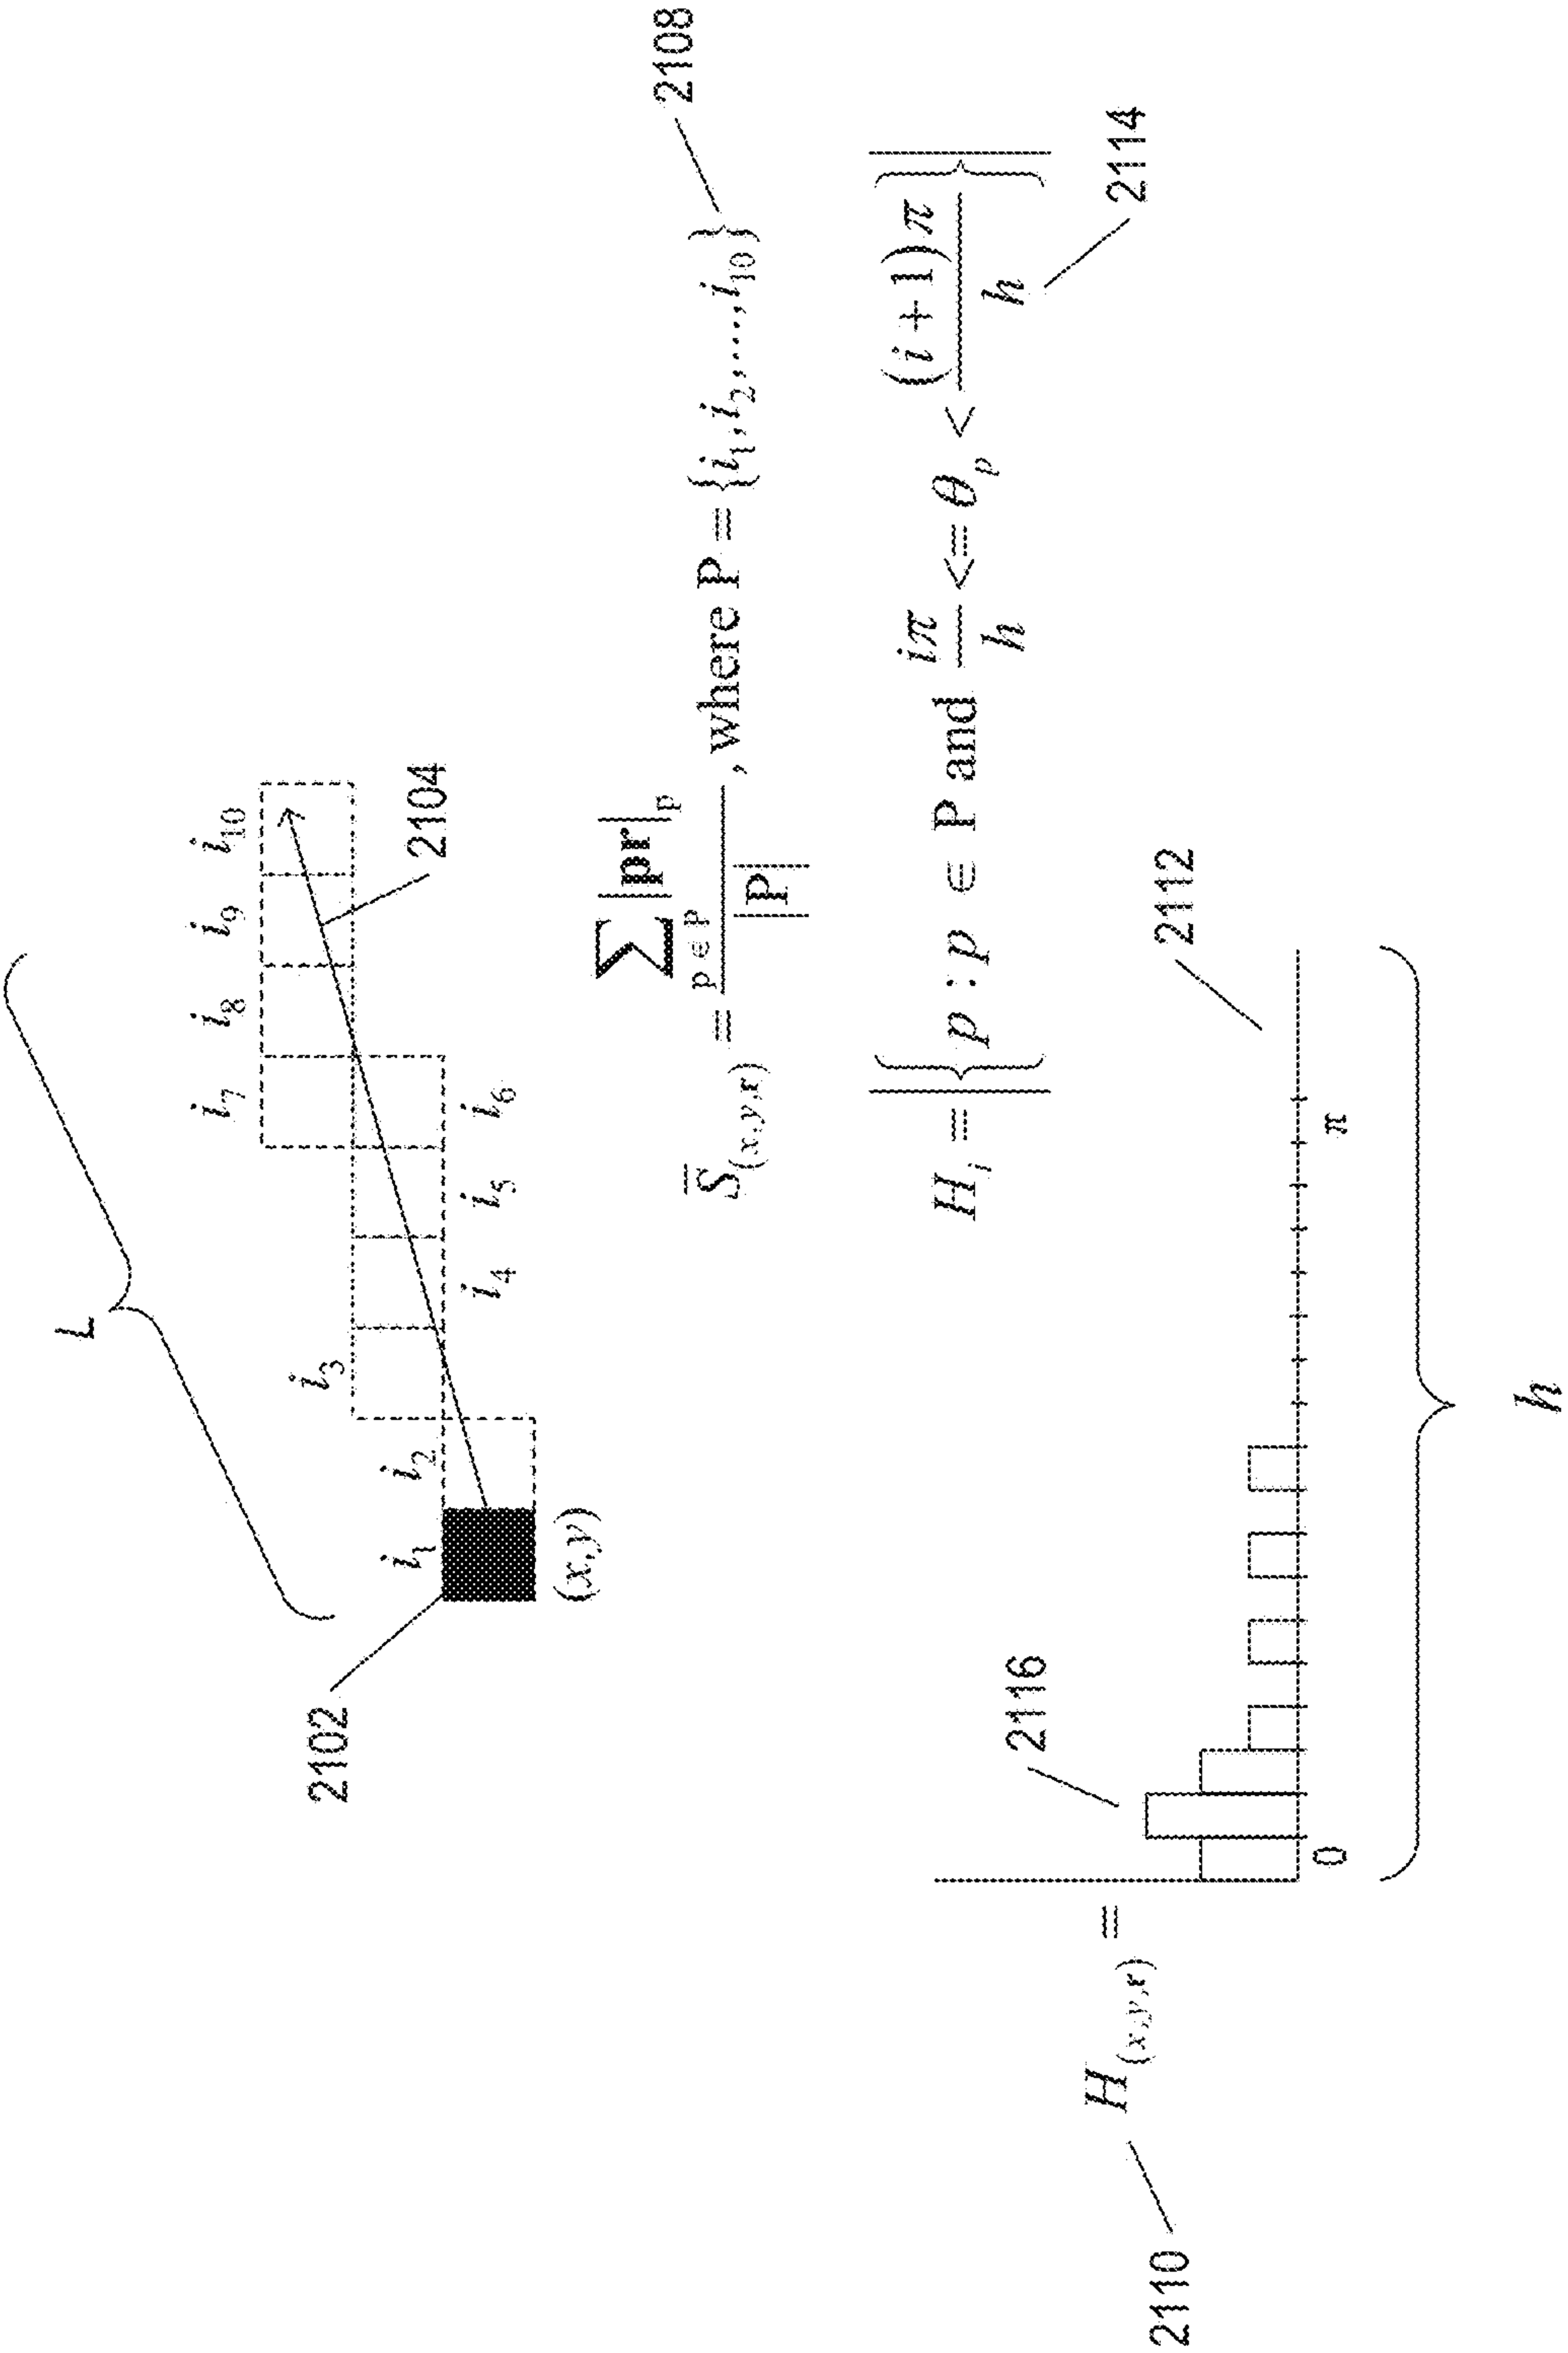 L
i₇ i₈ i₉ i₁₀
i₃
i₁ i₂
i₄ i₅ i₆
2102
(x,y)
2104
S̅₍ₓ,ᵧ,ᵣ₎ = ∑ p ∈ P |pr|ₚ / |P| , where P = {i₁,i₂,...,i₁₀}
2108
Hᵢ = |{p : p ∈ P and iπ/h <= θₚ < (i+1)π/h}|
2114
2110
H₍ₓ,ᵧ,ᵣ₎ =
2116
2112
0 π
h